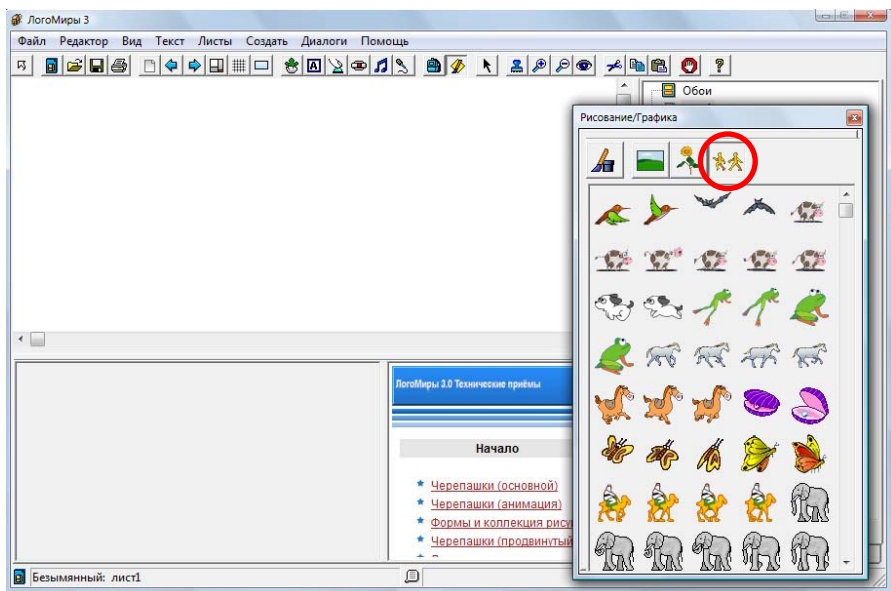 ЛогоМиры 3
Файл Редактор Вид Текст Листы Создать Диалоги Помощь
Обои
Рисование/Графика
ЛогоМиры 3.0 Технические приёмы
Начало
Черепашки (основной)
Черепашки (анимация)
Формы и коллекция
Черепашки (продвинутый
Безымянный: лист1